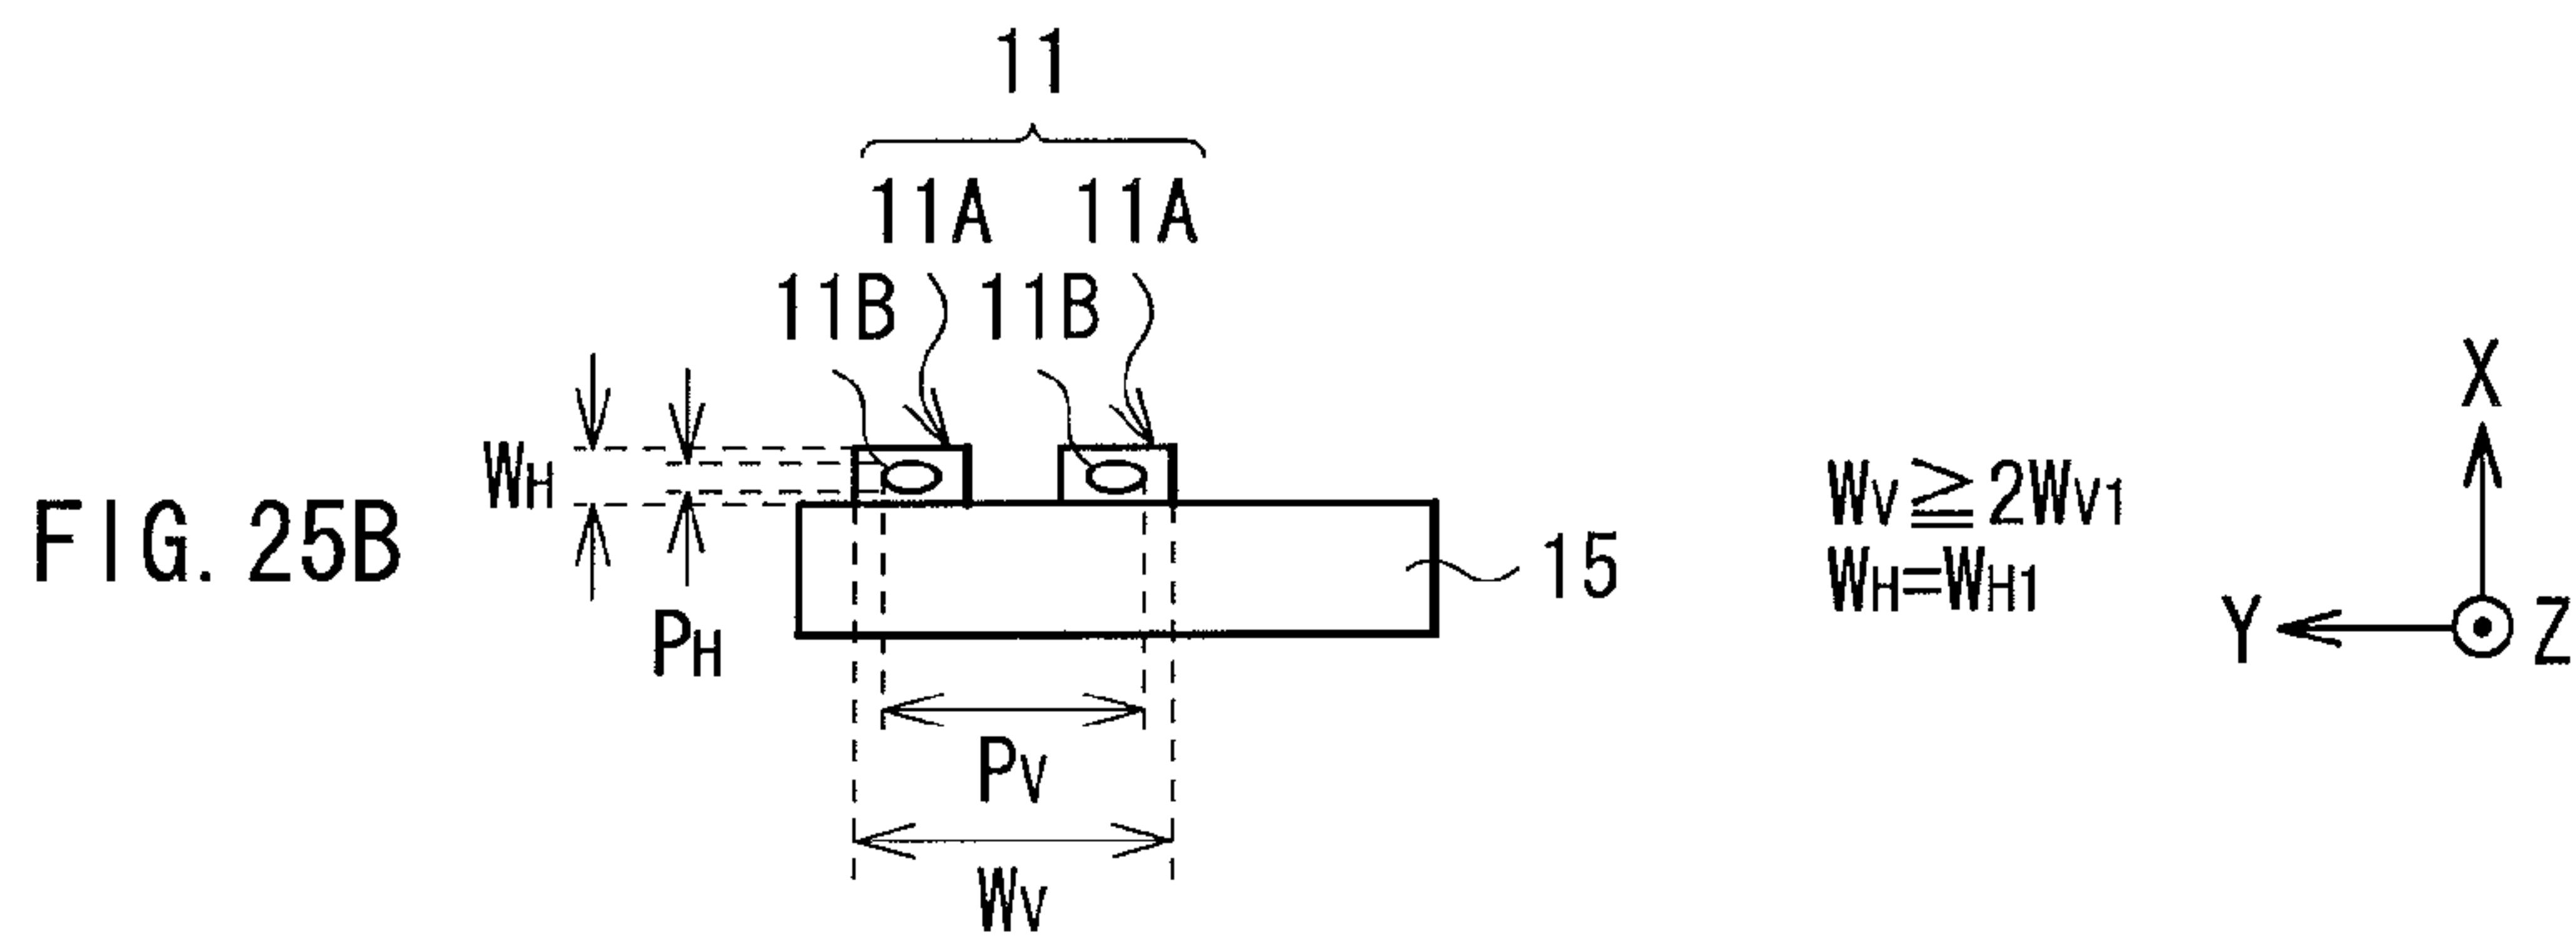 11
11A 11A
11B 11B
X
WH
WV≧2WV1
FIG. 25B
15
WH=WH1
PH
Y Z
PV
WV